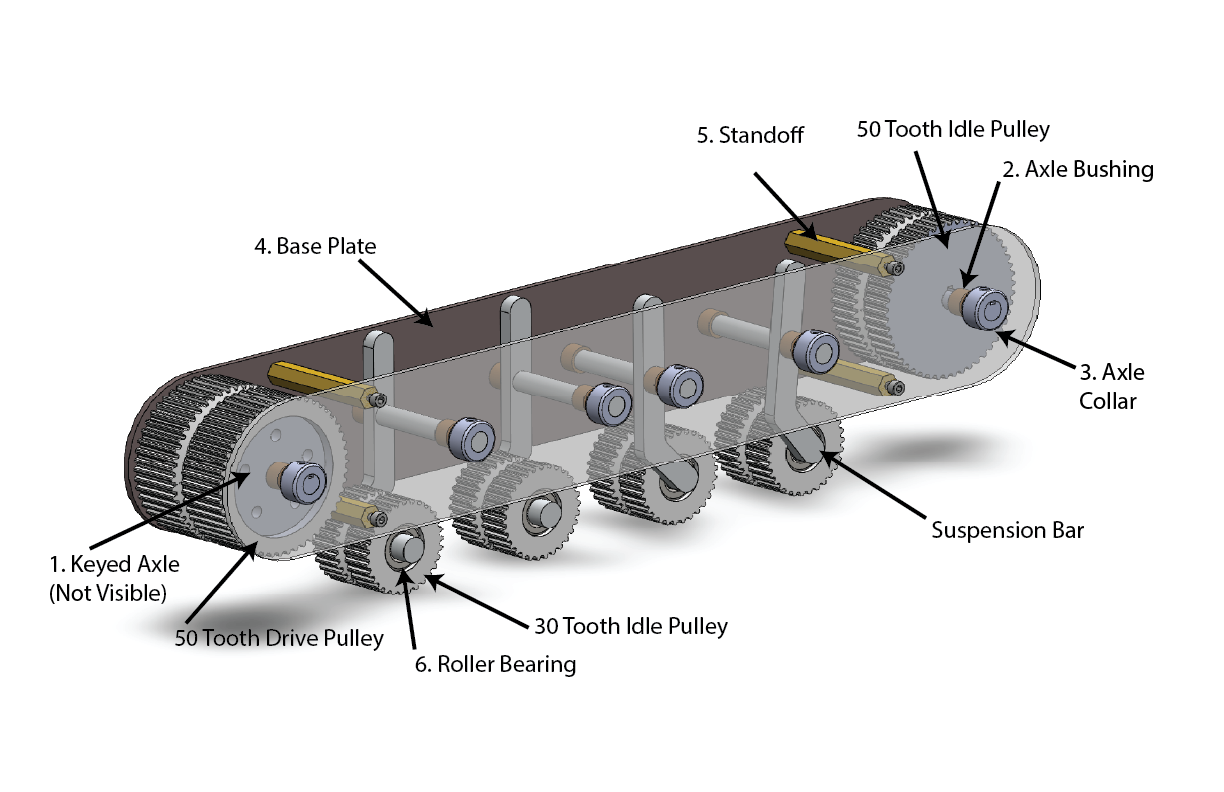 5. Standoff
50 Tooth Idle Pulley
2. Axle Bushing
4. Base Plate
3. Axle
Collar
Suspension Bar
1. Keyed Axle
(Not Visible)
50 Tooth Drive Pulley
30 Tooth Idle Pulley
6. Roller Bearing